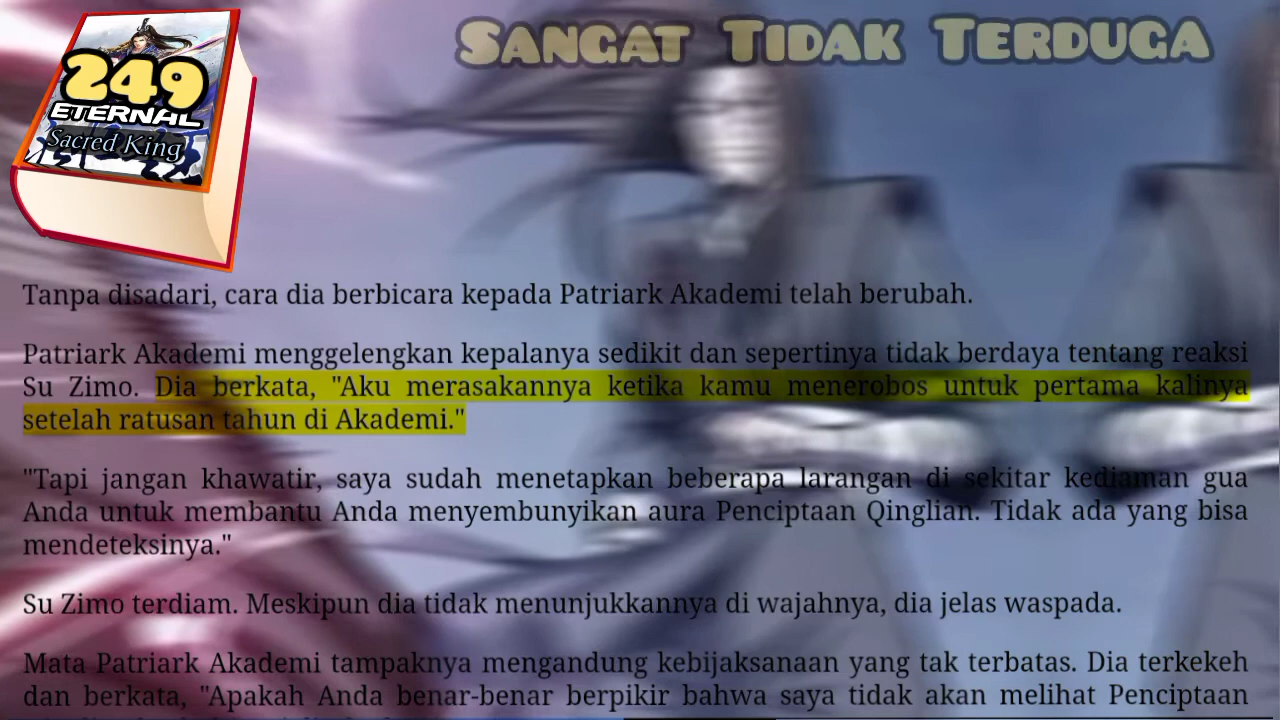 SANGAT TIDAK TERDUGA
249
ETERNAL
Sacred King
Tanpa disadari, cara dia berbicara kepada Patriark Akademi telah berubah.
Patriark Akademi menggelengkan kepalanya sedikit dan sepertinya tidak berdaya tentang reaksi
Su Zimo. Dia berkata, "Aku merasakannya ketika kamu menerobos untuk pertama kalinya
setelah ratusan tahun di Akademi."
"Tapi jangan khawatir, saya sudah menetapkan beberapa larangan di sekitar kediaman gua
Anda untuk membantu Anda menyembunyikan aura Penciptaan Qinglian. Tidak ada yang bisa
mendeteksinya."
Su Zimo terdiam. Meskipun dia tidak menunjukkannya di wajahnya, dia jelas waspada.
Mata Patriark Akademi tampaknya mengandung kebijaksanaan yang tak terbatas. Dia terkekeh
dan berkata, "Apakah Anda benar-benar berpikir bahwa saya tidak akan melihat Penciptaan